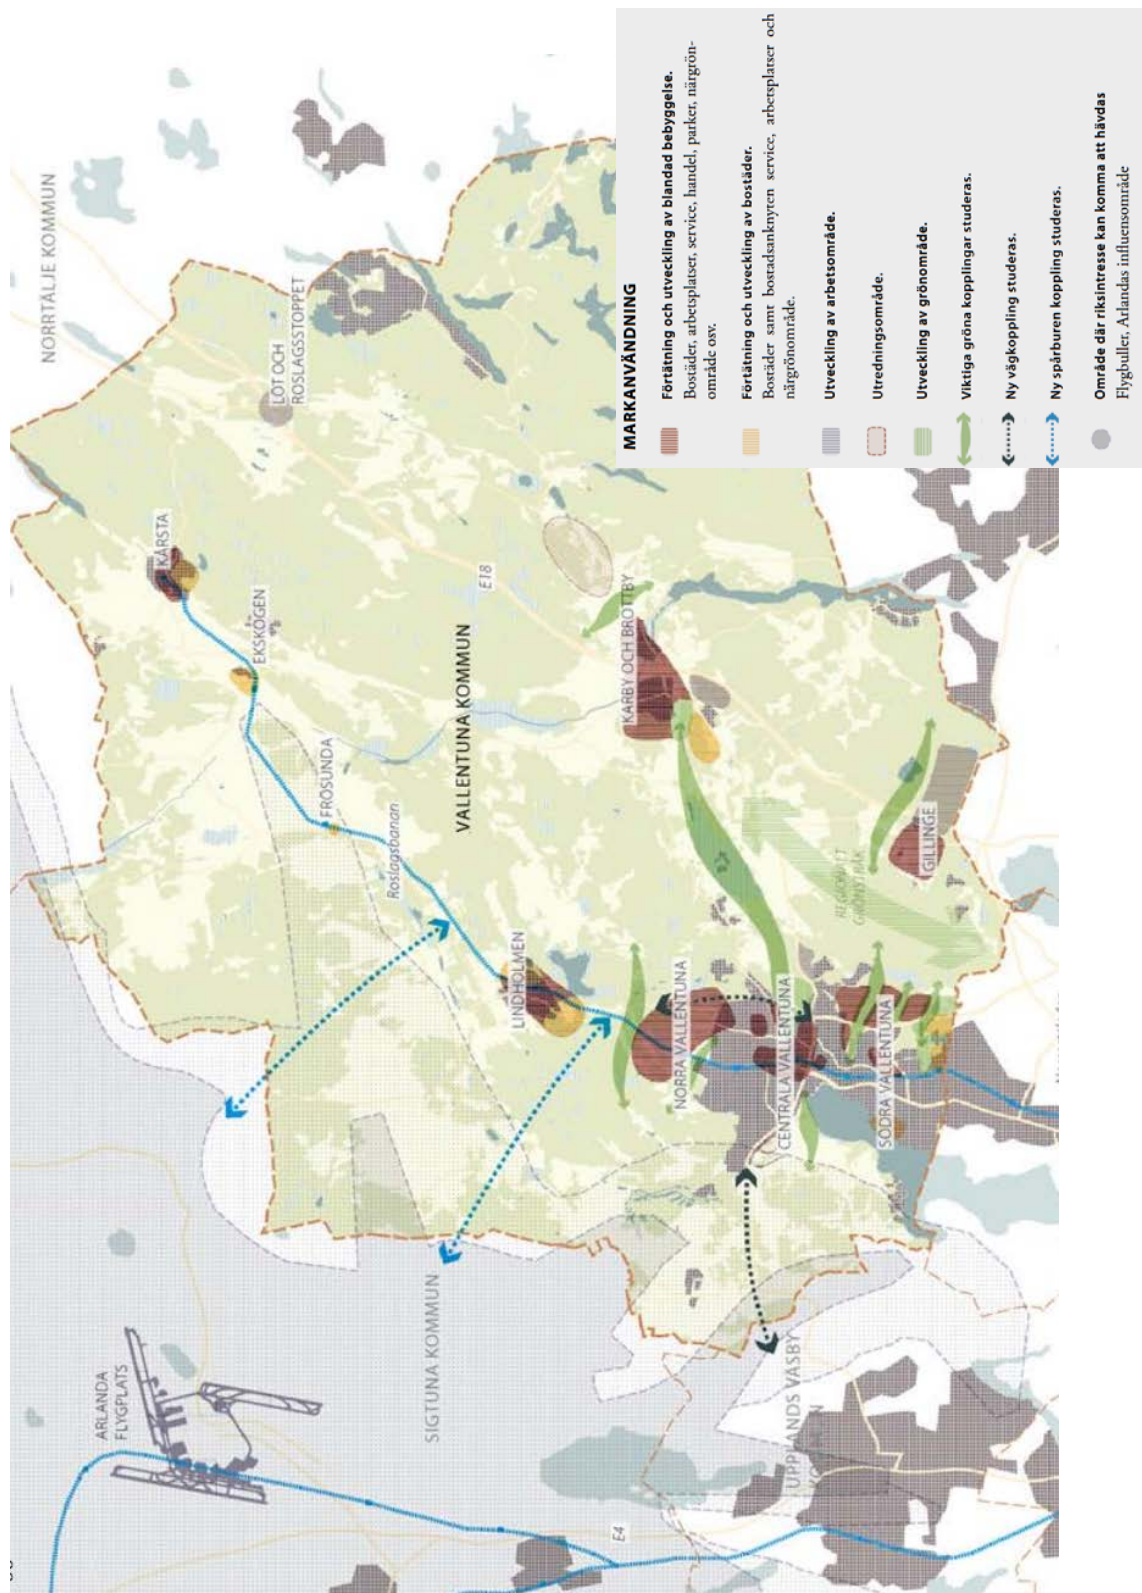 NORRTÄLJE KOMMUN
LÖT OCH
ROSLAGSSTOPPET
KÅRSTA
EKSKOGEN
E18
FROSUNDA
VALLENTUNA KOMMUN
Roslagsbanan
KARBY OCH BROTTBY
LINDHOLMEN
REGIONALT
GRÖNSTRÅK
GILLINGE
NORRA VALLENTUNA
CENTRALA VALLENTUNA
SÖDRA VALLENTUNA
ARLANDA
FLYGPLATS
SIGTUNA KOMMUN
UPPLANDS VÄSBY
E4
MARKANVÄNDNING
Förtätning och utveckling av blandad bebyggelse.
Bostäder, arbetsplatser, service, handel, parker, närgrön-
område osv.
Förtätning och utveckling av bostäder.
Bostäder samt bostadsanknyten service, arbetsplatser och
närgrönområde.
Utveckling av arbetsområde.
Utredningsområde.
Utveckling av grönområde.
Viktiga gröna kopplingar studeras.
Ny vägkoppling studeras.
Ny spårburen koppling studeras.
Område där riksintresse kan komma att hävdas
Flygbuller, Arlandas influensområde